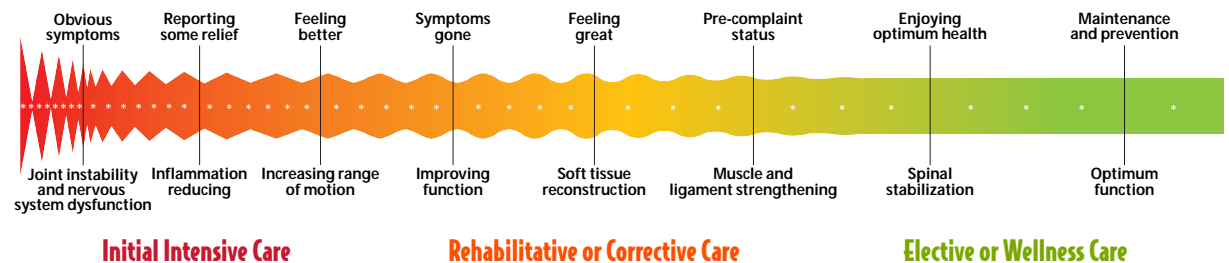 Obvious
symptoms
Reporting
some relief
Feeling
better
Symptoms
gone
Feeling
great
Pre-complaint
status
Enjoying
optimum health
Maintenance
and prevention
Joint instability
and nervous
system dysfunction
Inflammation
reducing
Increasing range
of motion
Improving
function
Soft tissue
reconstruction
Muscle and
ligament strengthening
Spinal
stabilization
Optimum
function
Initial Intensive Care
Rehabilitative or Corrective Care
Elective or Wellness Care